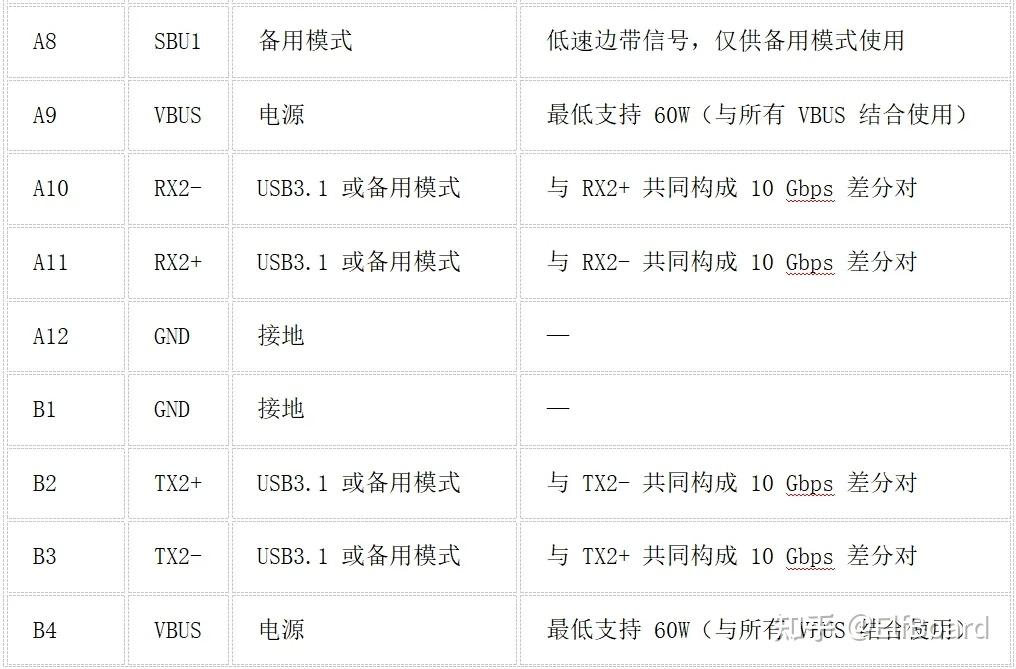 A8 SBU1 备用模式 低速边带信号，仅供备用模式使用
A9 VBUS 电源 最低支持 60W（与所有 VBUS 结合使用）
A10 RX2- USB3.1 或备用模式 与 RX2+ 共同构成 10 Gbps 差分对
A11 RX2+ USB3.1 或备用模式 与 RX2- 共同构成 10 Gbps 差分对
A12 GND 接地 —
B1 GND 接地 —
B2 TX2+ USB3.1 或备用模式 与 TX2- 共同构成 10 Gbps 差分对
B3 TX2- USB3.1 或备用模式 与 TX2+ 共同构成 10 Gbps 差分对
B4 VBUS 电源 最低支持 60W（与所有 VBUS 结合使用）
知乎 @ElfBoard